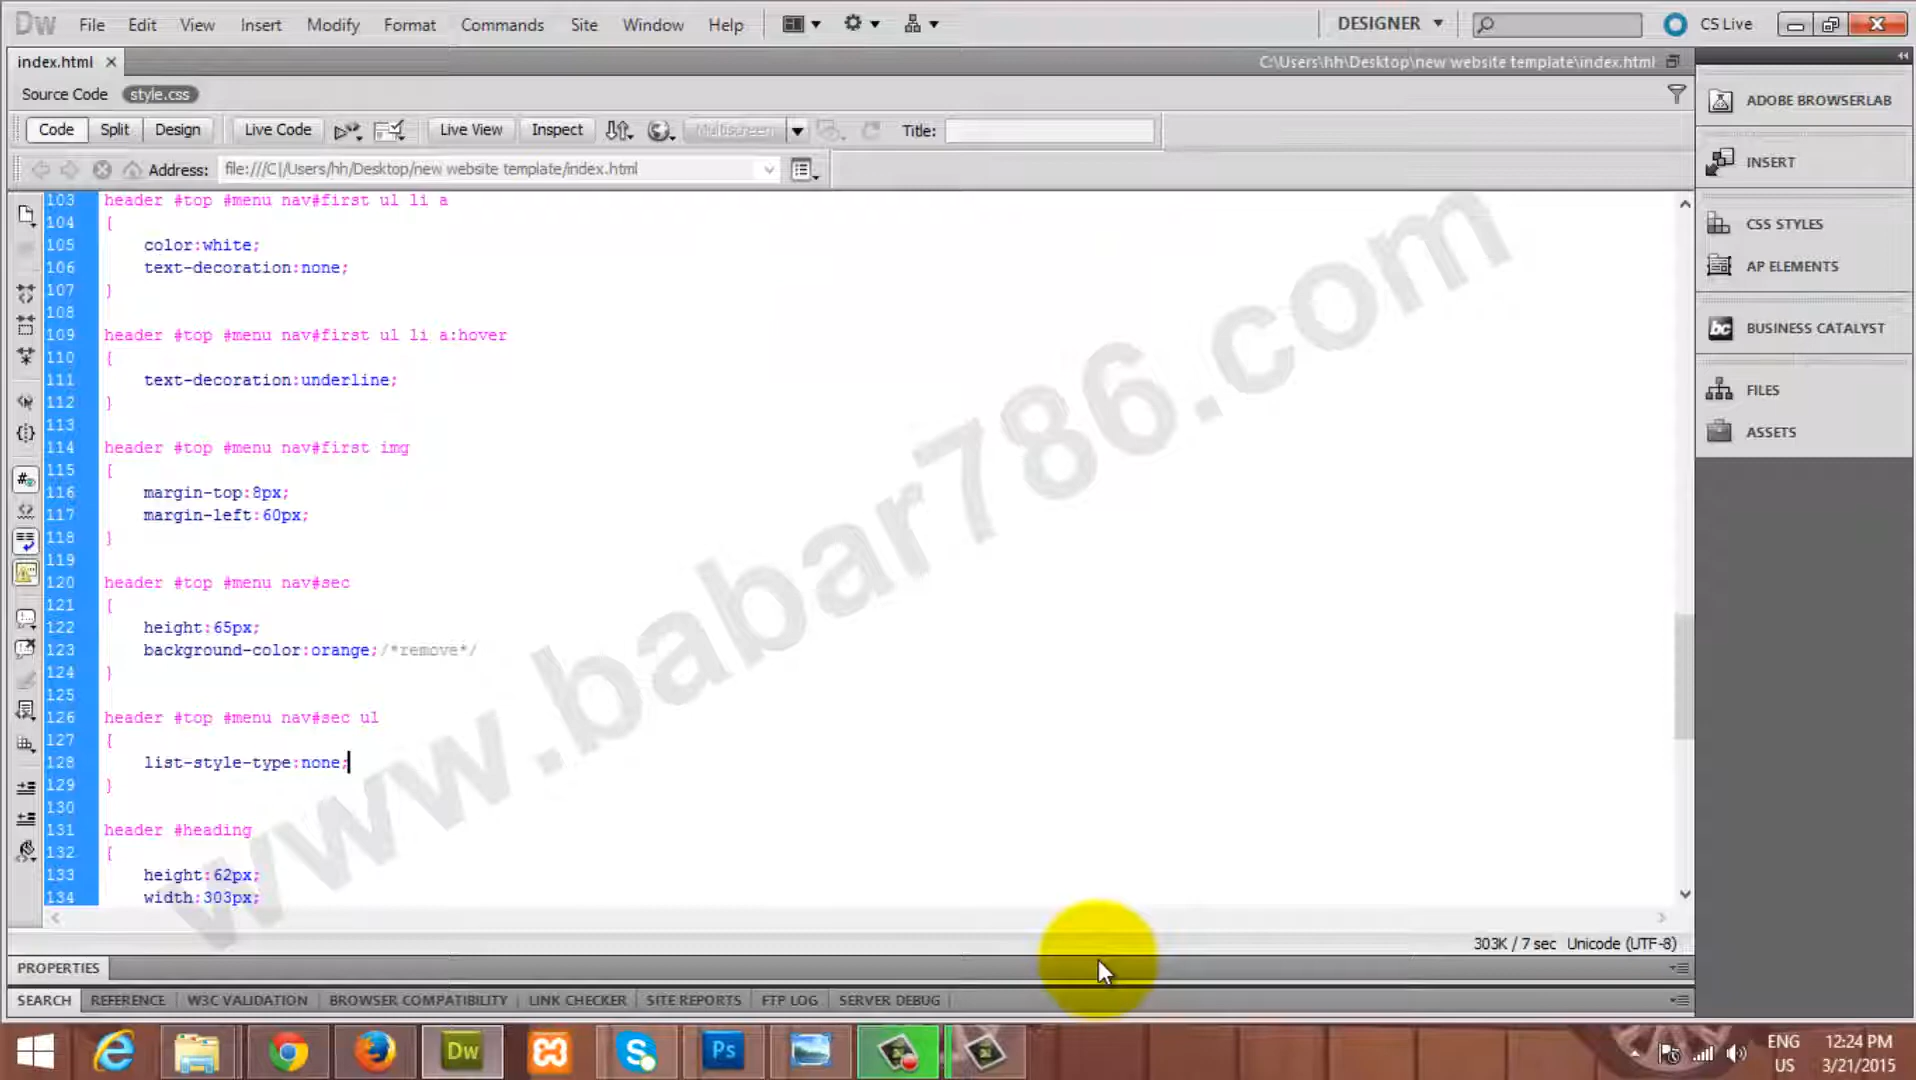 Dw File Edit View Insert Modify Format Commands Site Window Help DESIGNER CS Live
index.html C:\Users\hh\Desktop\new website template\index.html
Source Code style.css
Code Split Design Live Code Live View Inspect Multiscreen Title:
Address: file:///C|/Users/hh/Desktop/new website template/index.html
103 header #top #menu nav#first ul li a
104 {
105 color:white;
106 text-decoration:none;
107 }
108
109 header #top #menu nav#first ul li a:hover
110 {
111 text-decoration:underline;
112 }
113
114 header #top #menu nav#first img
115 {
116 margin-top:8px;
117 margin-left:60px;
118 }
119
120 header #top #menu nav#sec
121 {
122 height:65px;
123 background-color:orange;/*remove*/
124 }
125
126 header #top #menu nav#sec ul
127 {
128 list-style-type:none;
129 }
130
131 header #heading
132 {
133 height:62px;
134 width:303px;
www.babar786.com
ADOBE BROWSERLAB
INSERT
CSS STYLES
AP ELEMENTS
bc BUSINESS CATALYST
FILES
ASSETS
303K / 7 sec Unicode (UTF-8)
PROPERTIES
SEARCH REFERENCE W3C VALIDATION BROWSER COMPATIBILITY LINK CHECKER SITE REPORTS FTP LOG SERVER DEBUG
Dw Ps ENG 12:24 PM
US 3/21/2015